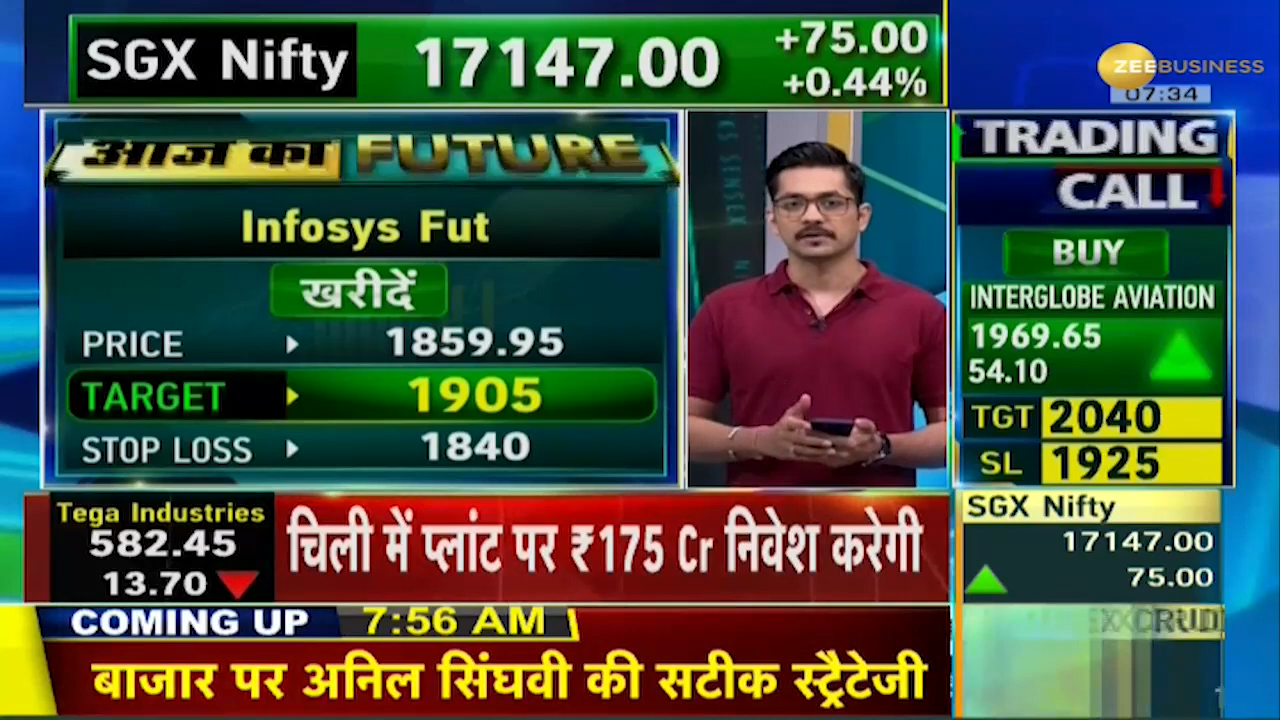 SGX Nifty 17147.00 +75.00
+0.44%
ZEEBUSINESS
07:34
आज का FUTURE
Infosys Fut
खरीदें
PRICE 1859.95
TARGET 1905
STOP LOSS 1840
TRADING
CALL
BUY
INTERGLOBE AVIATION
1969.65
54.10
TGT 2040
SL 1925
Tega Industries
582.45
13.70
चिली में प्लांट पर ₹175 Cr निवेश करेगी
SGX Nifty
17147.00
75.00
COMING UP 7:56 AM
बाजार पर अनिल सिंघवी की सटीक स्ट्रैटेजी